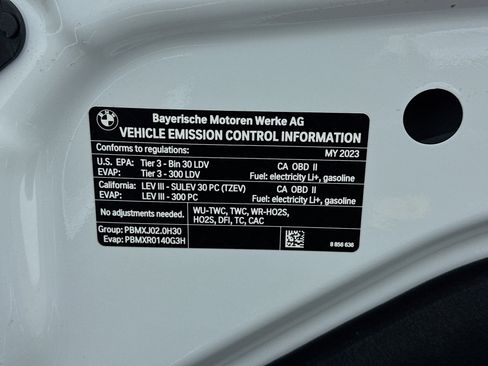 BMW
Bayerische Motoren Werke AG
VEHICLE EMISSION CONTROL INFORMATION
Conforms to regulations: MY 2023
U.S. EPA: Tier 3 - Bin 30 LDV CA OBD II
EVAP: Tier 3 - 300 LDV Fuel: electricity Li+, gasoline
California: LEV III - SULEV 30 PC (TZEV) CA OBD II
EVAP: LEV III - 300 PC Fuel: electricity Li+, gasoline
No adjustments needed. WU-TWC, TWC, WR-HO2S,
HO2S, DFI, TC, CAC
Group: PBMXJ02.0H30
Evap: PBMXR0140G3H 8 856 636